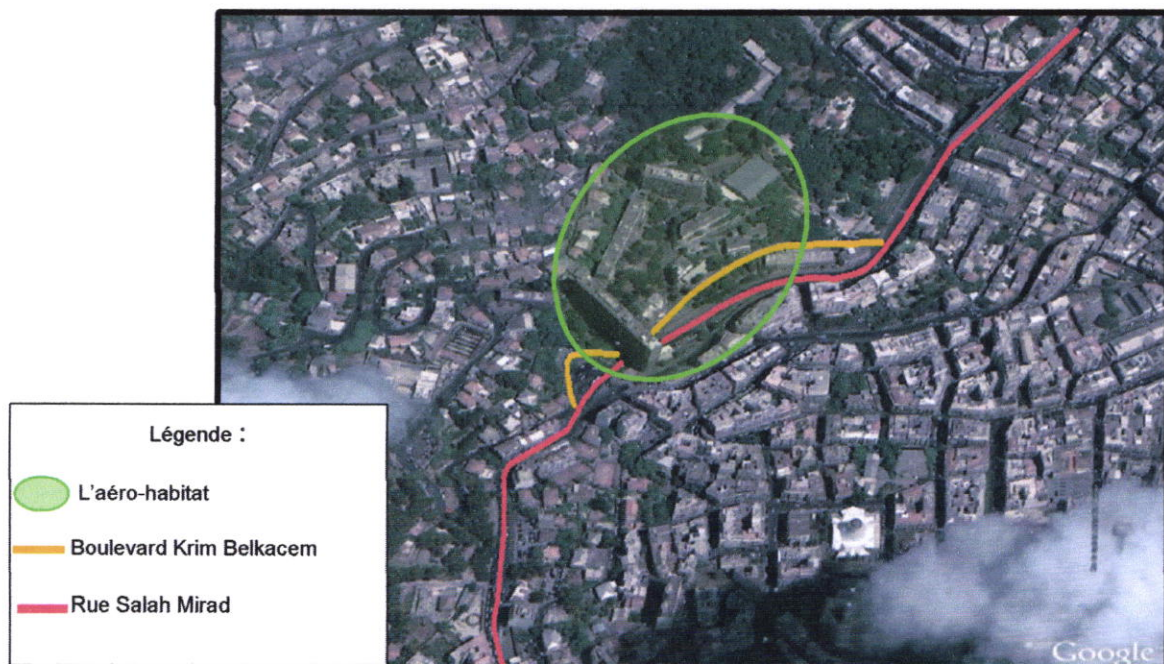 Légende :
L'aéro-habitat
Boulevard Krim Belkacem
Rue Salah Mirad
Google